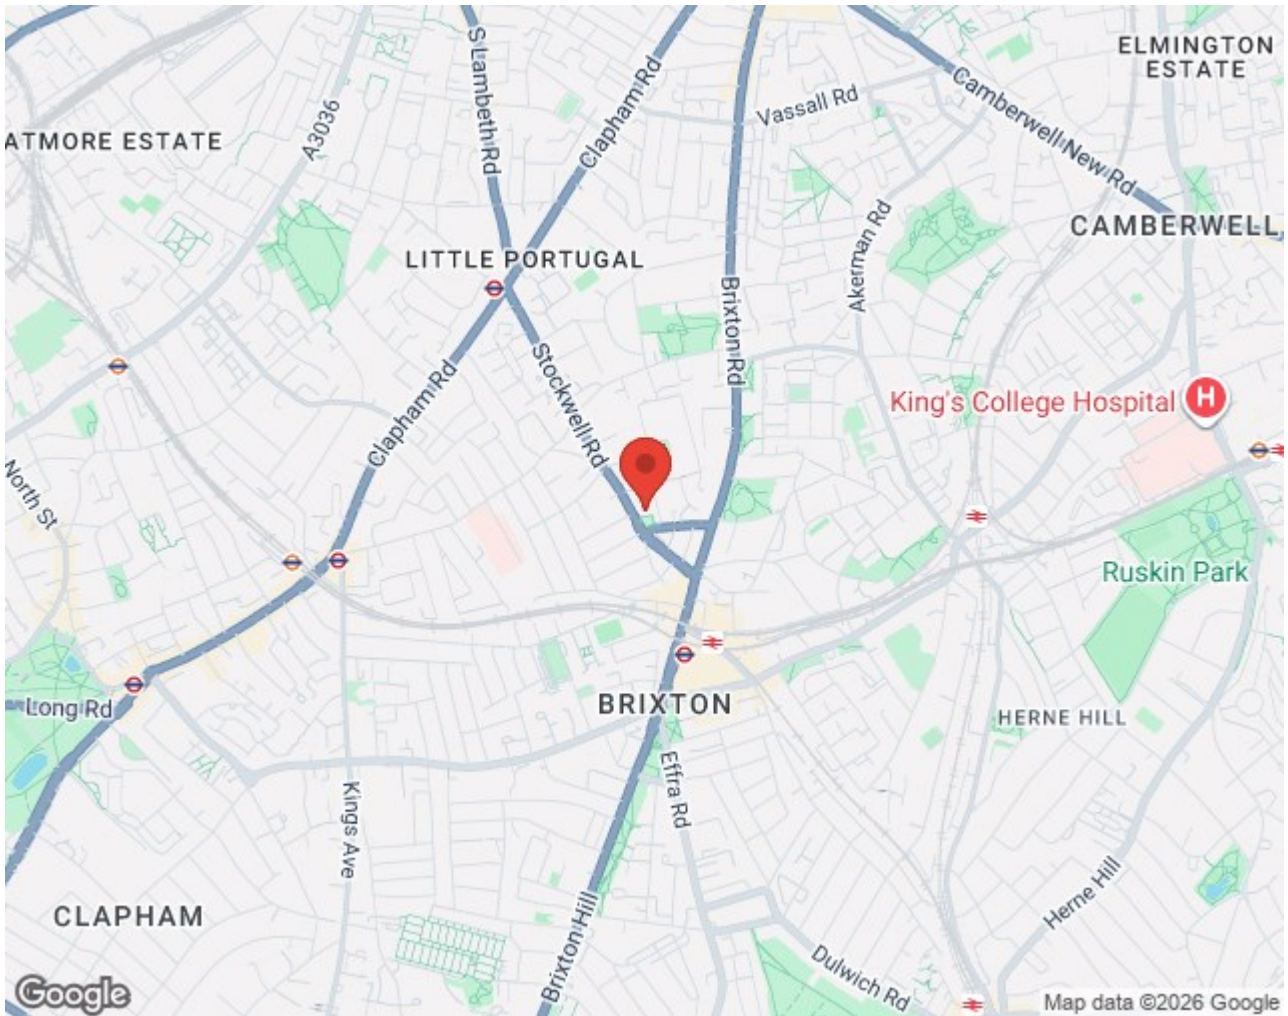 ELMINGTON
ESTATE
S Lambeth Rd
Clapham Rd
Vassall Rd
Camberwell New Rd
A3036
ATMORE ESTATE
CAMBERWELL
Akerman Rd
LITTLE PORTUGAL
Brixton Rd
Stockwell Rd
Clapham Rd
King's College Hospital
H
North St
Ruskin Park
Long Rd
BRIXTON
HERNE HILL
Effra Rd
Kings Ave
CLAPHAM
Herne Hill
Brixton Hill
Dulwich Rd
Google
Map data ©2026 Google